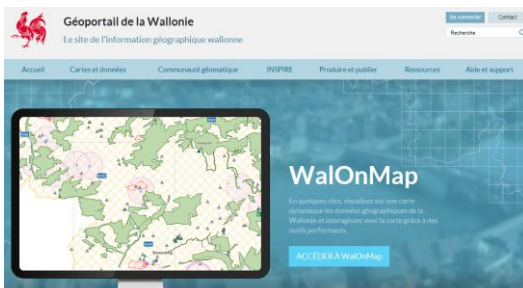 Géoportail de la Wallonie
Le site de l'information géographique wallonne
Se connecter Contact
Recherche
Accueil Cartes et données Communauté géomatique INSPIRE Produire et publier Ressources Aide et support
WalOnMap
En quelques clics, visualisez sur une carte
dynamique les données géographiques de la
Wallonie et interagissez avec la carte grâce à des
outils performants.
ACCÉDER À WalOnMap